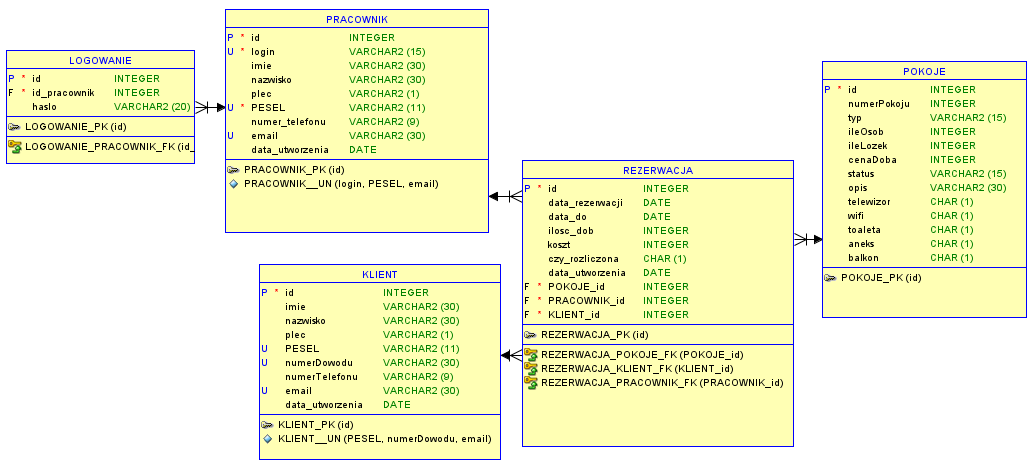 LOGOWANIE
P * id INTEGER
F * id_pracownik INTEGER
haslo VARCHAR2 (20)
LOGOWANIE_PK (id)
LOGOWANIE_PRACOWNIK_FK (id_
PRACOWNIK
P * id INTEGER
U * login VARCHAR2 (15)
imie VARCHAR2 (30)
nazwisko VARCHAR2 (30)
plec VARCHAR2 (1)
U * PESEL VARCHAR2 (11)
numer_telefonu VARCHAR2 (9)
U email VARCHAR2 (30)
data_utworzenia DATE
PRACOWNIK_PK (id)
PRACOWNIK__UN (login, PESEL, email)
KLIENT
P * id INTEGER
imie VARCHAR2 (30)
nazwisko VARCHAR2 (30)
plec VARCHAR2 (1)
U PESEL VARCHAR2 (11)
U numerDowodu VARCHAR2 (30)
numerTelefonu VARCHAR2 (9)
U email VARCHAR2 (30)
data_utworzenia DATE
KLIENT_PK (id)
KLIENT__UN (PESEL, numerDowodu, email)
REZERWACJA
P * id INTEGER
data_rezerwacji DATE
data_do DATE
ilosc_dob INTEGER
koszt INTEGER
czy_rozliczona CHAR (1)
data_utworzenia DATE
F * POKOJE_id INTEGER
F * PRACOWNIK_id INTEGER
F * KLIENT_id INTEGER
REZERWACJA_PK (id)
REZERWACJA_POKOJE_FK (POKOJE_id)
REZERWACJA_KLIENT_FK (KLIENT_id)
REZERWACJA_PRACOWNIK_FK (PRACOWNIK_id)
POKOJE
P * id INTEGER
numerPokoju INTEGER
typ VARCHAR2 (15)
ileOsob INTEGER
ileLozek INTEGER
cenaDoba INTEGER
status VARCHAR2 (15)
opis VARCHAR2 (30)
telewizor CHAR (1)
wifi CHAR (1)
toaleta CHAR (1)
aneks CHAR (1)
balkon CHAR (1)
POKOJE_PK (id)